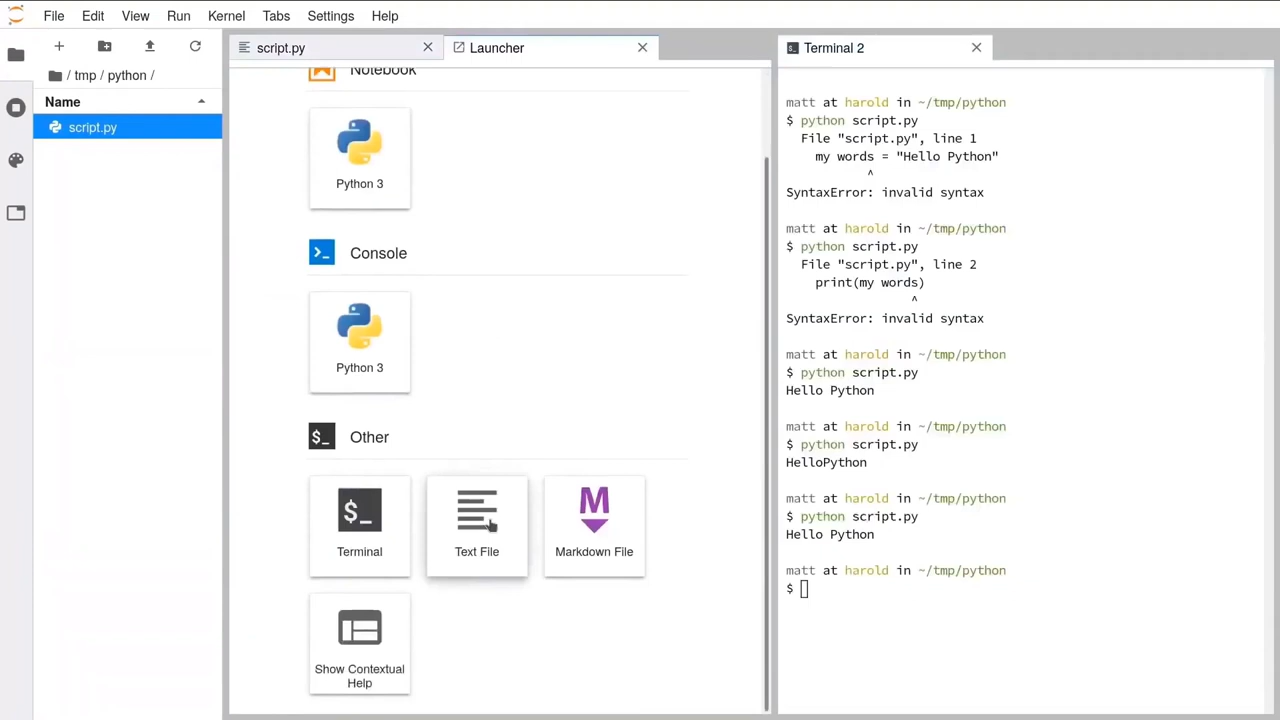 File Edit View Run Kernel Tabs Settings Help
/ tmp / python /
Name
script.py
script.py
Launcher
Notebook
Python 3
Console
Python 3
$_ Other
$_
Terminal
Text File
M
Markdown File
Show Contextual
Help
Terminal 2
matt at harold in ~/tmp/python
$ python script.py
File "script.py", line 1
my words = "Hello Python"
^
SyntaxError: invalid syntax
matt at harold in ~/tmp/python
$ python script.py
File "script.py", line 2
print(my words)
^
SyntaxError: invalid syntax
matt at harold in ~/tmp/python
$ python script.py
Hello Python
matt at harold in ~/tmp/python
$ python script.py
HelloPython
matt at harold in ~/tmp/python
$ python script.py
Hello Python
matt at harold in ~/tmp/python
$